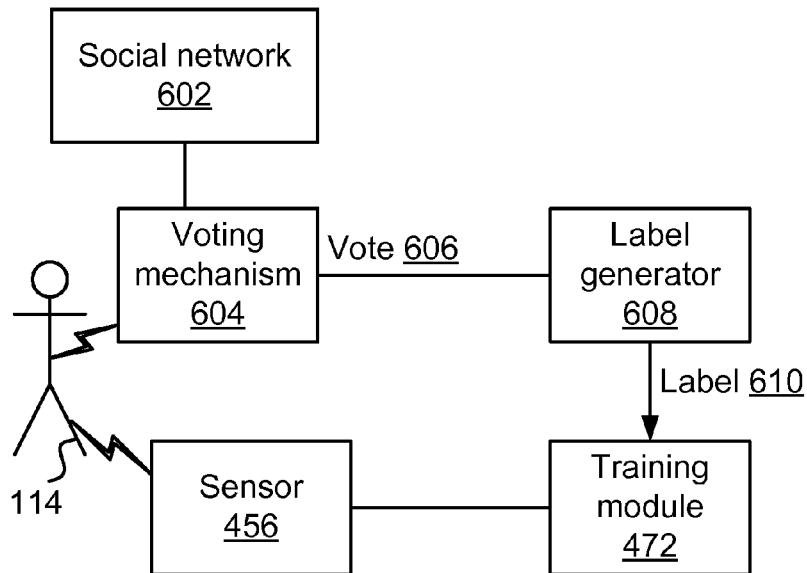 Social network
602
Voting
mechanism
604
Vote 606
Label
generator
608
Label 610
114
Sensor
456
Training
module
472